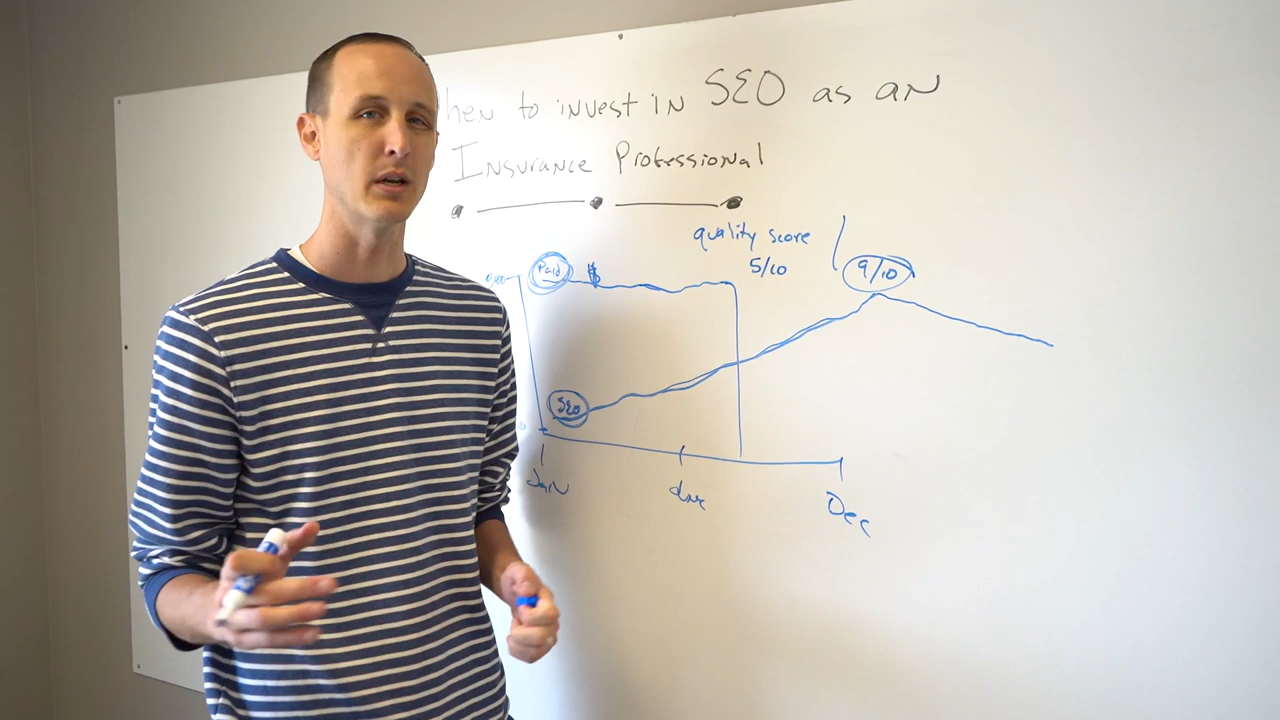 hen to invest in SEO as an
Insurance Professional
quality score
5/10
9/10
Paid $
SEO
Jan
June
Dec